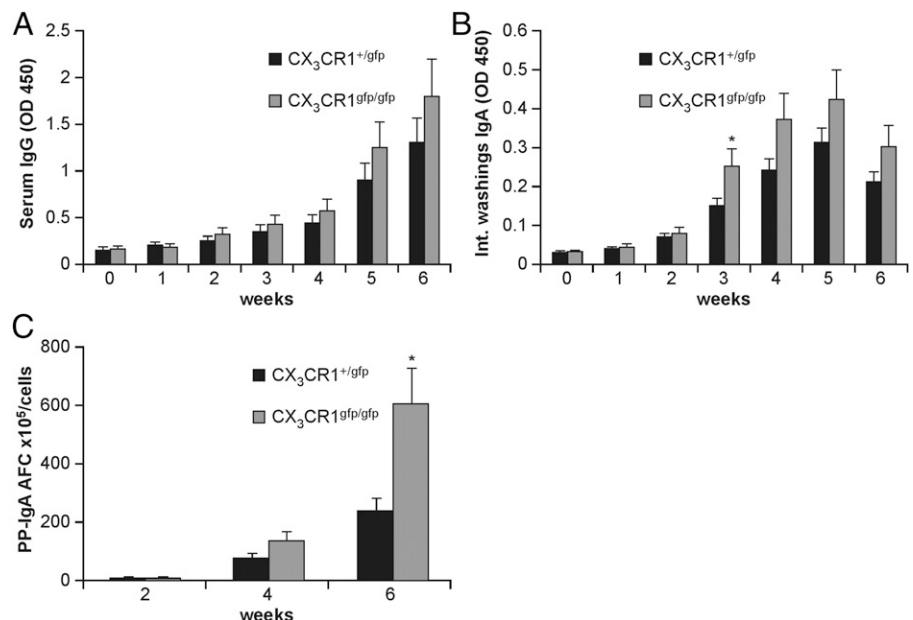 A
Serum IgG (OD 450)
2.5
2
1.5
1
0.5
0
CX₃CR1⁺/ᵍᶠᵖ
CX₃CR1ᵍᶠᵖ/ᵍᶠᵖ
0 1 2 3 4 5 6
weeks
B
Int. washings IgA (OD 450)
0.6
0.5
0.4
0.3
0.2
0.1
0
CX₃CR1⁺/ᵍᶠᵖ
CX₃CR1ᵍᶠᵖ/ᵍᶠᵖ
*
0 1 2 3 4 5 6
weeks
C
PP-IgA AFC x10⁵/cells
800
600
400
200
0
CX₃CR1⁺/ᵍᶠᵖ
CX₃CR1ᵍᶠᵖ/ᵍᶠᵖ
*
2 4 6
weeks